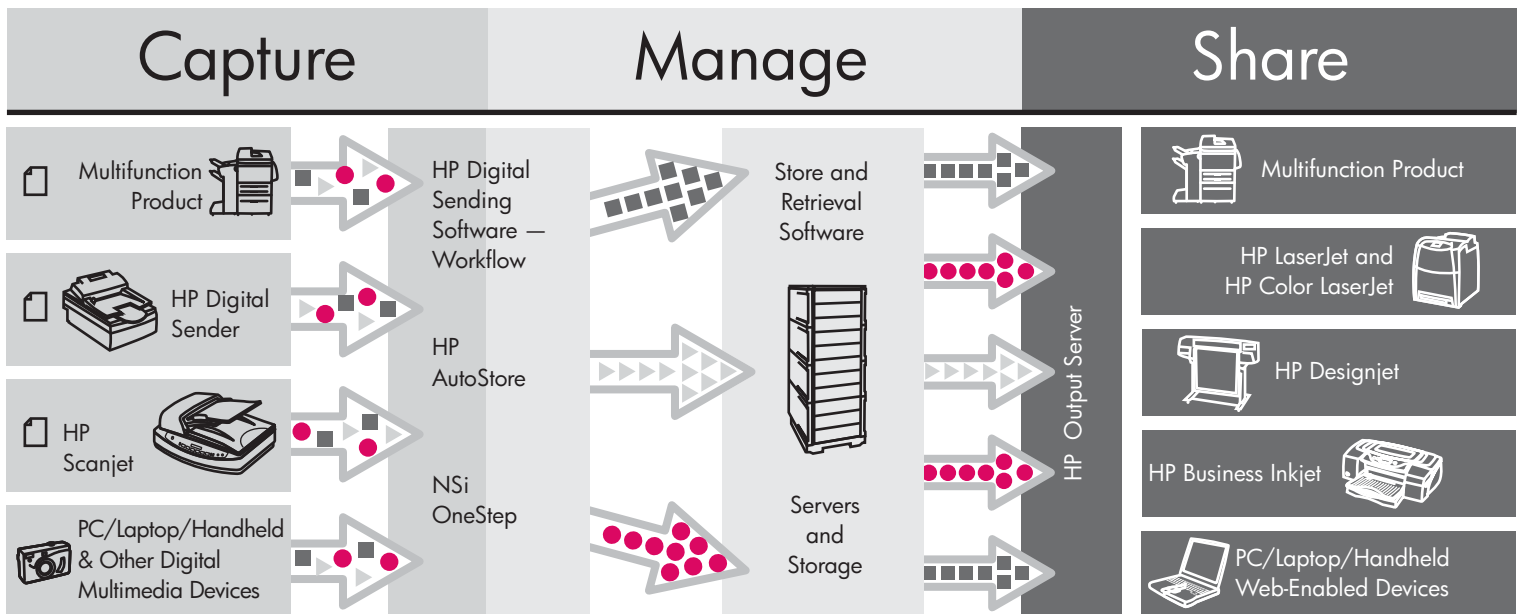 Capture
Manage
Share
Multifunction
Product
HP Digital
Sender
HP
Scanjet
PC/Laptop/Handheld
& Other Digital
Multimedia Devices
HP Digital
Sending
Software —
Workflow
HP
AutoStore
NSi
OneStep
Store and
Retrieval
Software
Servers
and
Storage
HP Output Server
Multifunction Product
HP LaserJet and
HP Color LaserJet
HP Designjet
HP Business Inkjet
PC/Laptop/Handheld
Web-Enabled Devices